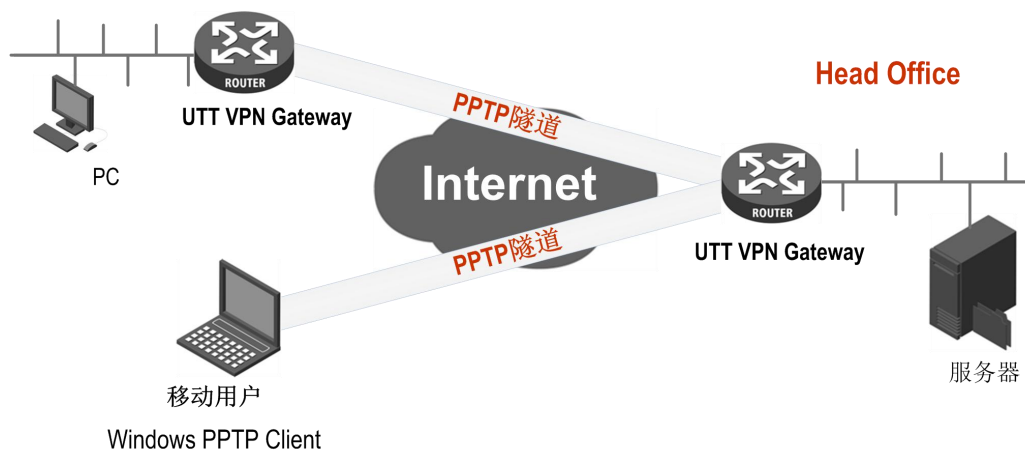 ROUTER
UTT VPN Gateway
PC
Head Office
PPTP隧道
Internet
ROUTER
UTT VPN Gateway
PPTP隧道
移动用户
Windows PPTP Client
服务器